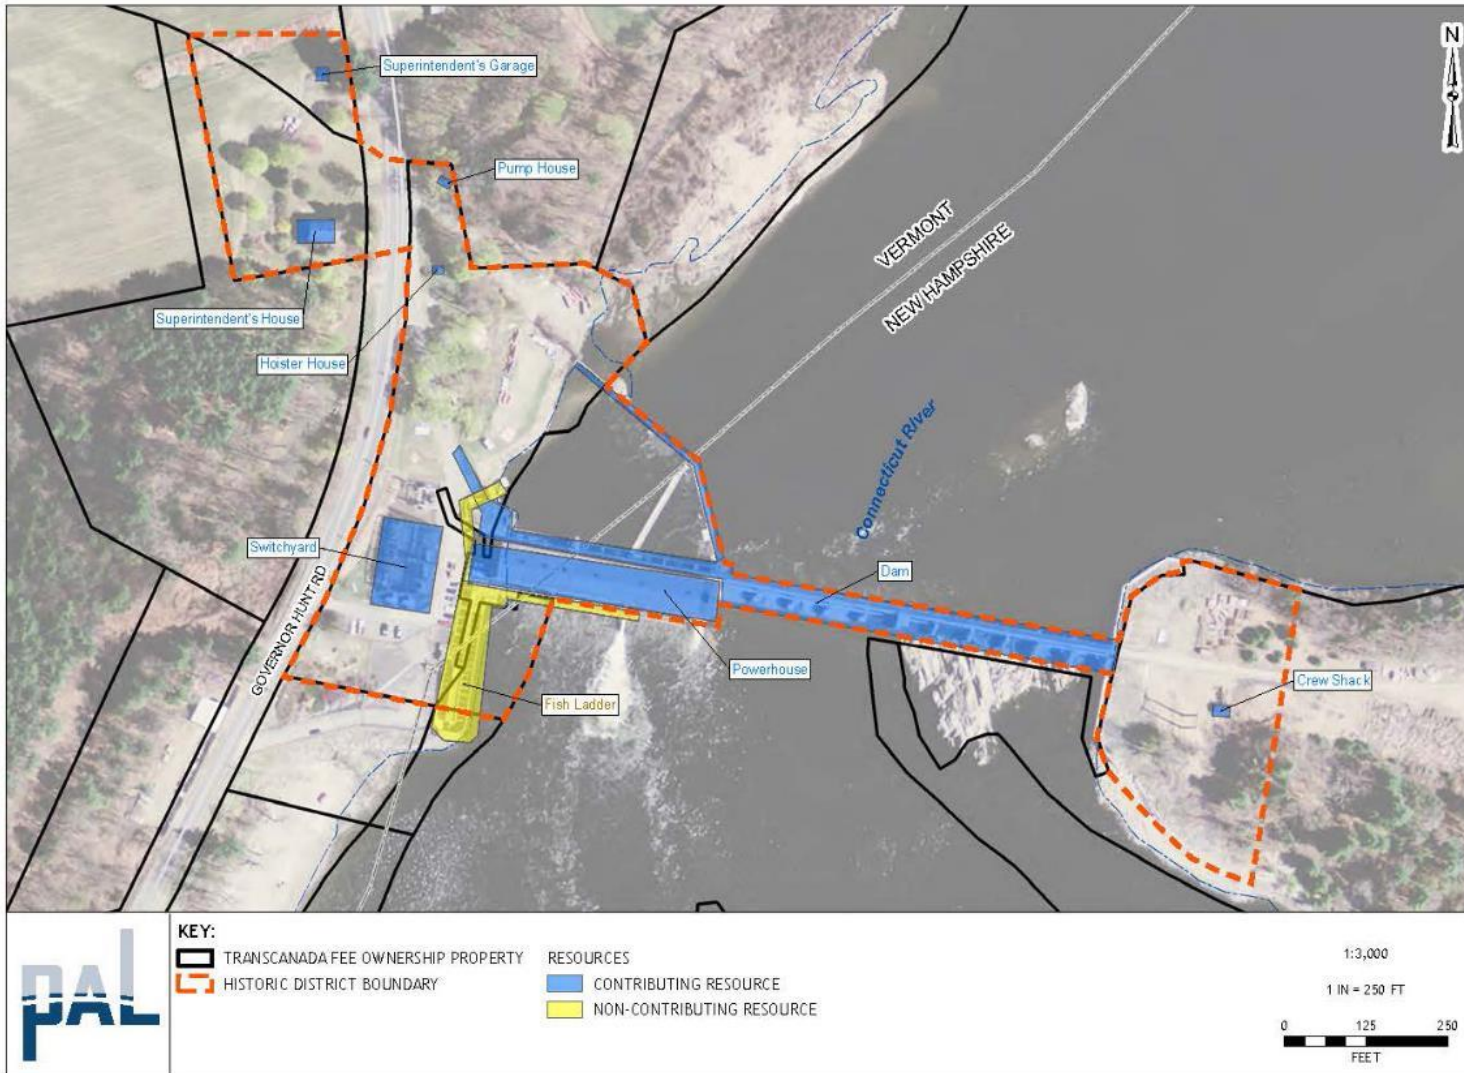 N
Superintendent's Garage
Pump House
VERMONT
NEW HAMPSHIRE
Superintendent's House
Hoister House
Connecticut River
Switchyard
Dam
GOVERNOR HUNT RD
Powerhouse
Crew Shack
Fish Ladder
pal
KEY:
TRANSCANADA FEE OWNERSHIP PROPERTY
HISTORIC DISTRICT BOUNDARY
RESOURCES
CONTRIBUTING RESOURCE
NON-CONTRIBUTING RESOURCE
1:3,000
1 IN = 250 FT
0 125 250
FEET